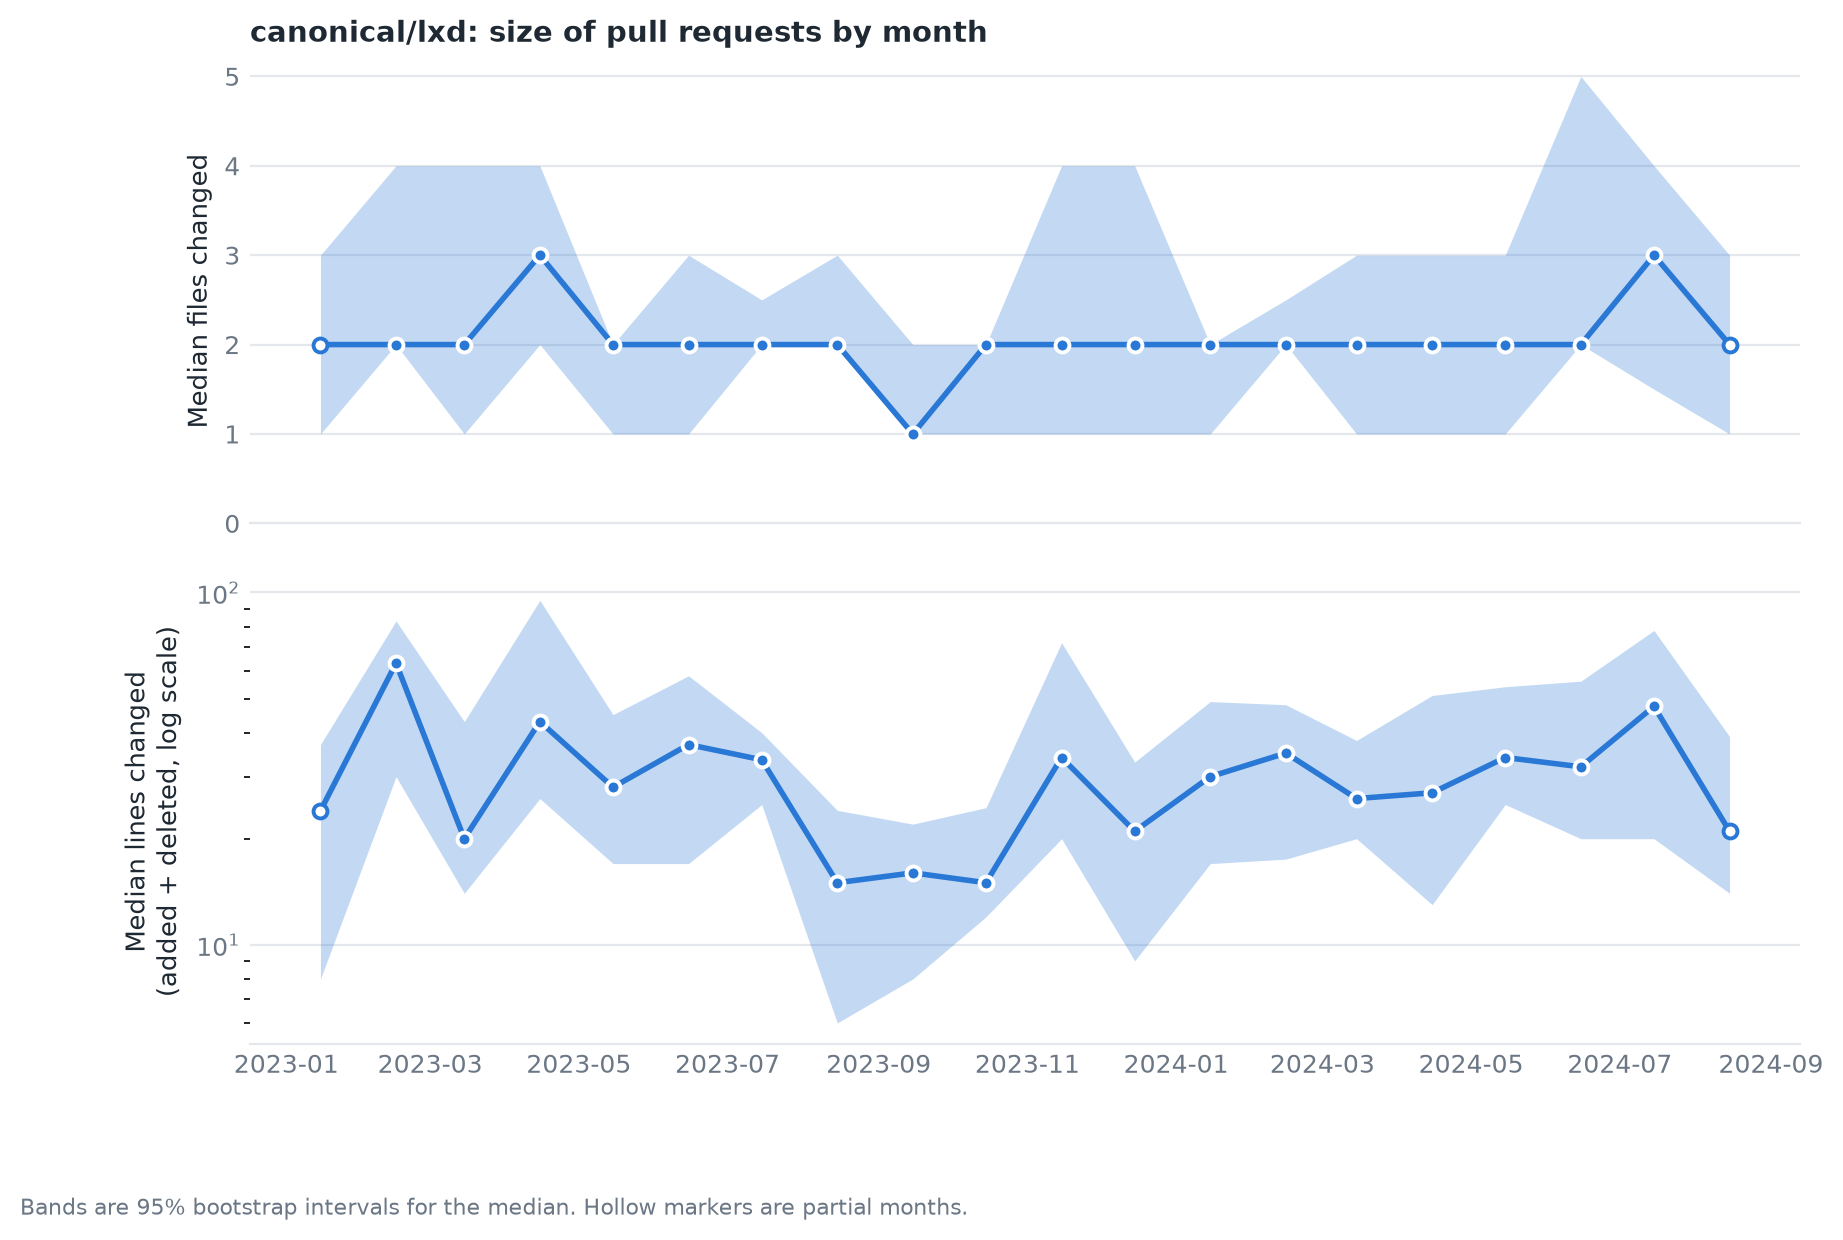 canonical/lxd: size of pull requests by month
Median files changed
5
4
3
2
1
0
Median lines changed
(added + deleted, log scale)
10²
10¹
2023-01 2023-03 2023-05 2023-07 2023-09 2023-11 2024-01 2024-03 2024-05 2024-07 2024-09
Bands are 95% bootstrap intervals for the median. Hollow markers are partial months.